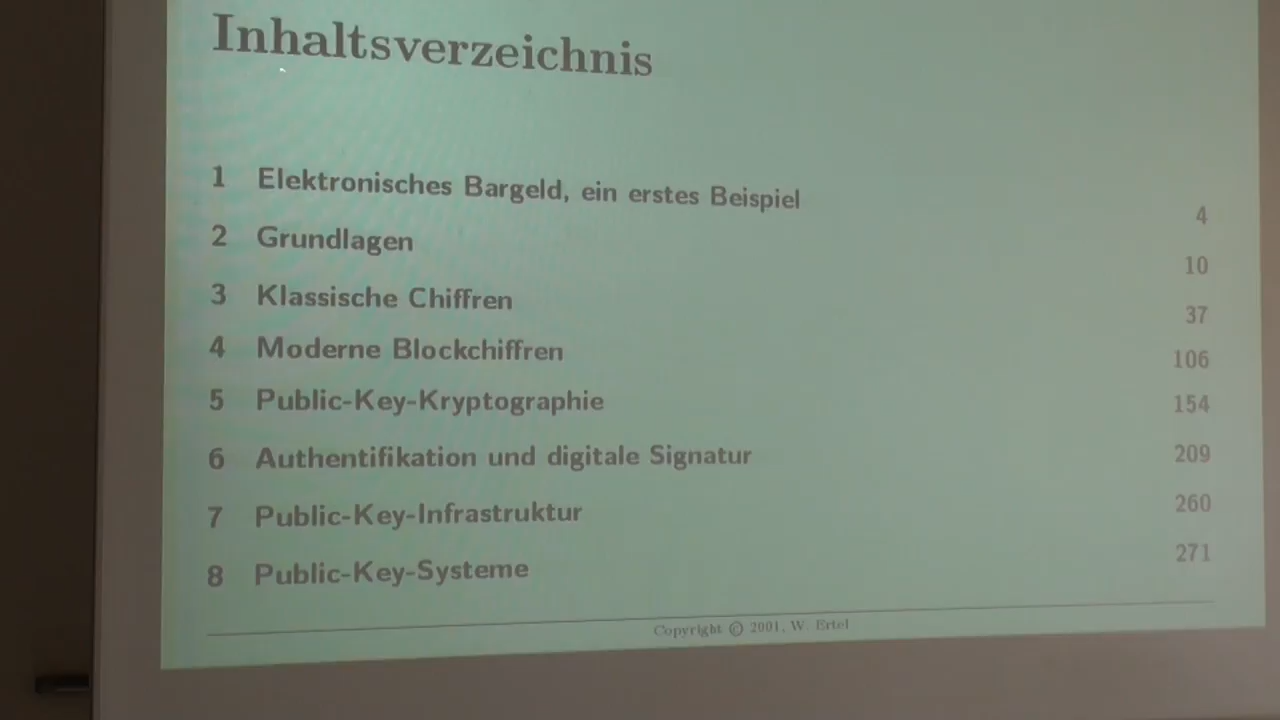 Inhaltsverzeichnis
1 Elektronisches Bargeld, ein erstes Beispiel 4
2 Grundlagen 10
3 Klassische Chiffren 37
4 Moderne Blockchiffren 106
5 Public-Key-Kryptographie 154
6 Authentifikation und digitale Signatur 209
7 Public-Key-Infrastruktur 260
8 Public-Key-Systeme 271
Copyright © 2001, W. Ertel